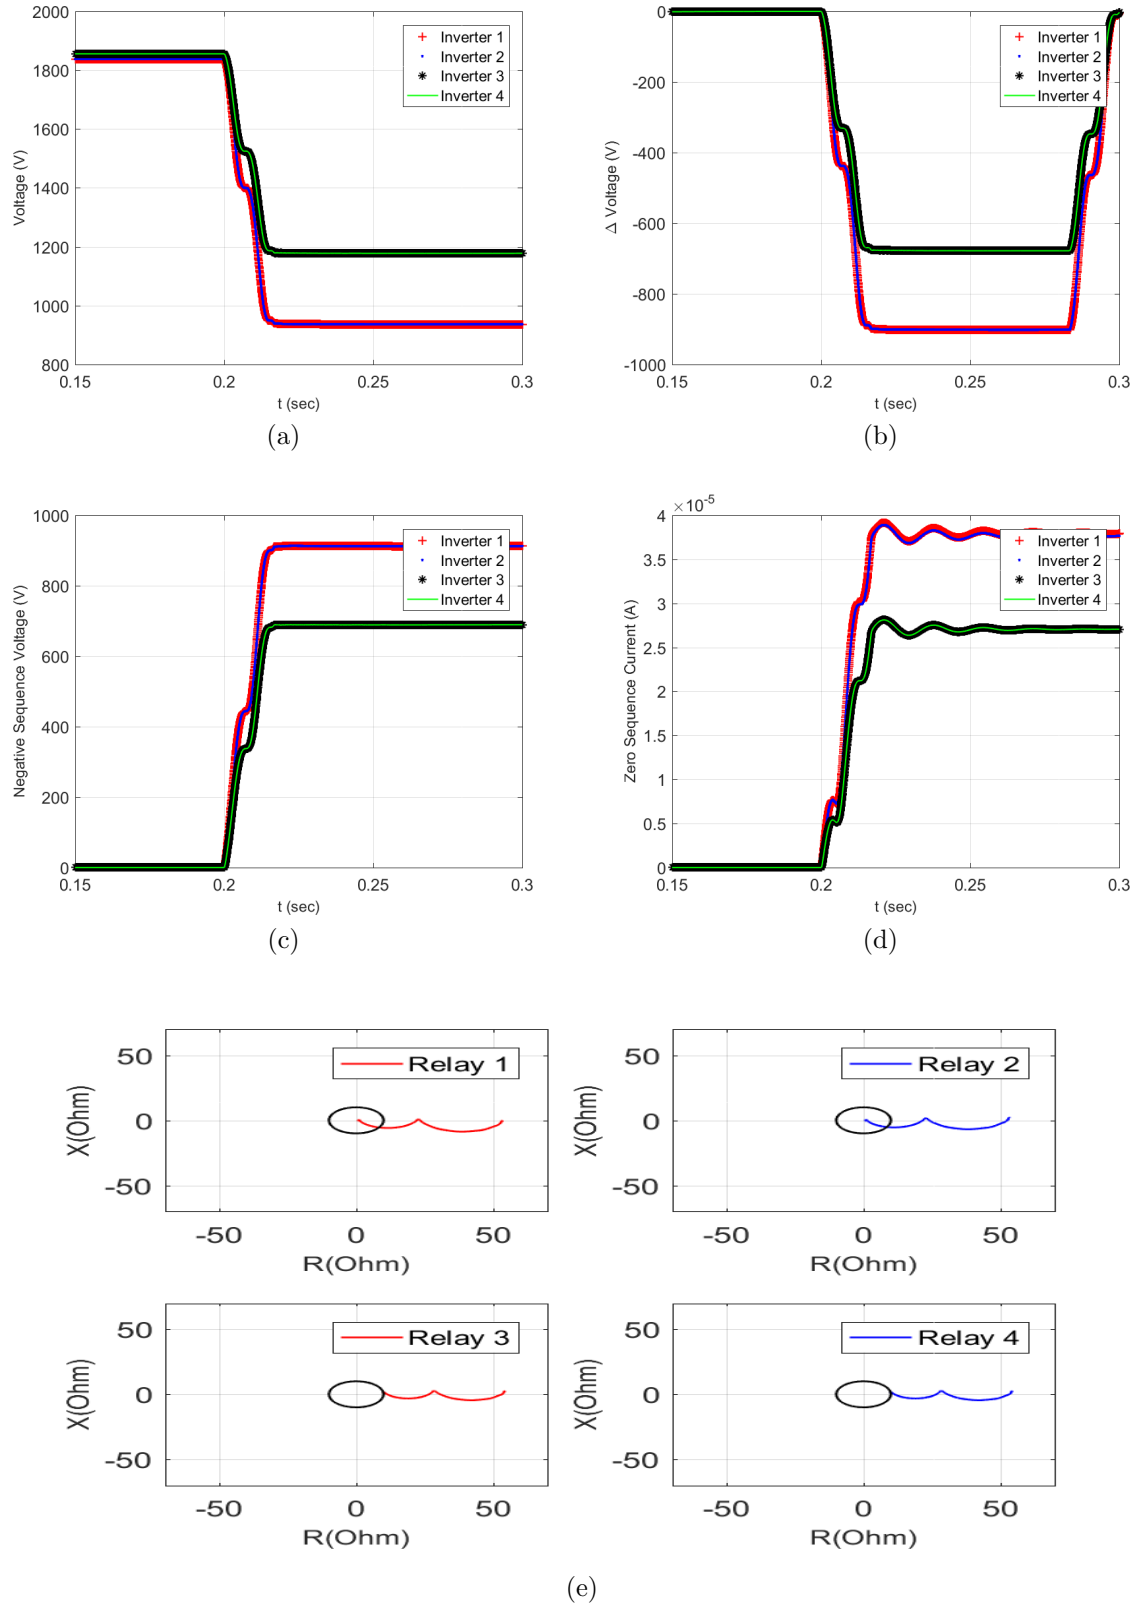 2000
1800
1600
1400
1200
1000
800
Voltage (V)
0.15 0.2 0.25 0.3
t (sec)
Inverter 1
Inverter 2
Inverter 3
Inverter 4
(a)
0
-200
-400
-600
-800
-1000
Δ Voltage (V)
0.15 0.2 0.25 0.3
t (sec)
Inverter 1
Inverter 2
Inverter 3
Inverter 4
(b)
1000
800
600
400
200
0
Negative Sequence Voltage (V)
0.15 0.2 0.25 0.3
t (sec)
Inverter 1
Inverter 2
Inverter 3
Inverter 4
(c)
×10⁻⁵
4
3.5
3
2.5
2
1.5
1
0.5
0
Zero Sequence Current (A)
0.15 0.2 0.25 0.3
t (sec)
Inverter 1
Inverter 2
Inverter 3
Inverter 4
(d)
50
0
-50
X(Ohm)
-50 0 50
R(Ohm)
Relay 1
50
0
-50
X(Ohm)
-50 0 50
R(Ohm)
Relay 2
50
0
-50
X(Ohm)
-50 0 50
R(Ohm)
Relay 3
50
0
-50
X(Ohm)
-50 0 50
R(Ohm)
Relay 4
(e)